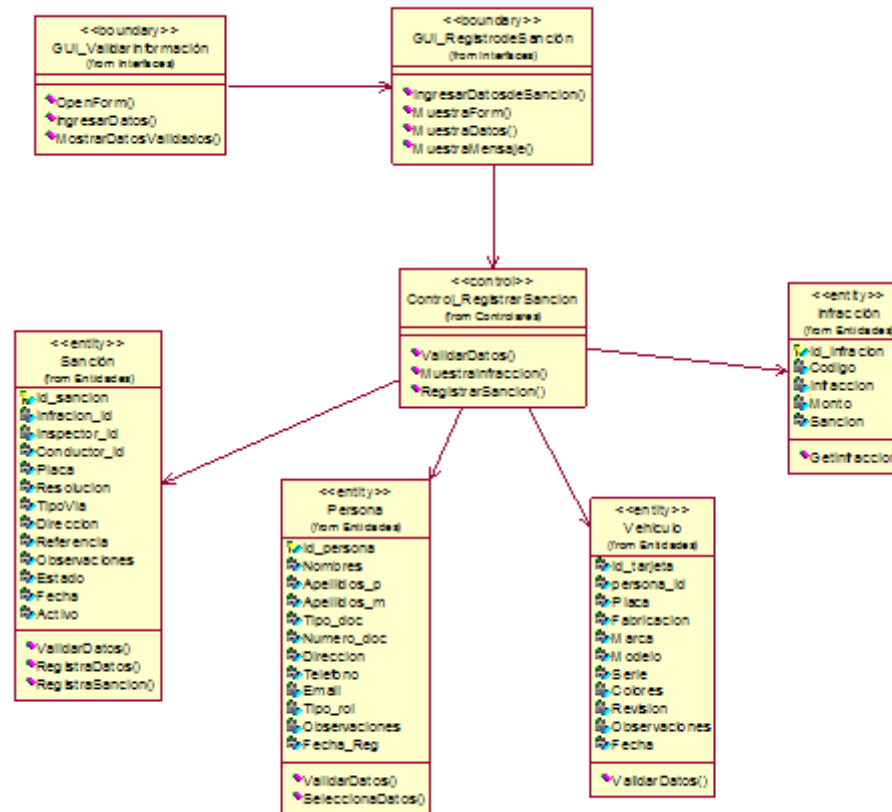 <<boundary>>
GUI_ValidarInformación
(from Interfaces)
OpenForm()
IngresarDatos()
MostrarDatosValidados()
<<boundary>>
GUI_RegistrodeSanción
(from Interfaces)
IngresarDatosdeSancion()
MuestraForm()
MuestraDatos()
MuestraMensaje()
<<control>>
Control_RegistrarSancion
(from Controlares)
ValidarDatos()
MuestraInfraccion()
RegistrarSancion()
<<entity>>
Infracción
(from Entidades)
Id_Infracion
Codigo
Infraccion
Monto
Sancion
GetInfraccion
<<entity>>
Sanción
(from Entidades)
Id_sancion
Infracion_Id
Inspector_Id
Conductor_Id
Placa
Resolucion
TipoVia
Direccion
Referencia
Observaciones
Estado
Fecha
Activo
ValidarDatos()
RegistraDatos()
RegistraSancion()
<<entity>>
Persona
(from Entidades)
Id_persona
Nombres
Apellidos_p
Apellidos_m
Tipo_doc
Numero_doc
Direccion
Telefono
Email
Tipo_rol
Observaciones
Fecha_Reg
ValidarDatos()
SeleccionaDatos()
<<entity>>
Vehiculo
(from Entidades)
Id_tarjeta
persona_id
Placa
Fabricacion
Marca
Modelo
Serie
Colores
Revision
Observaciones
Fecha
ValidarDatos()